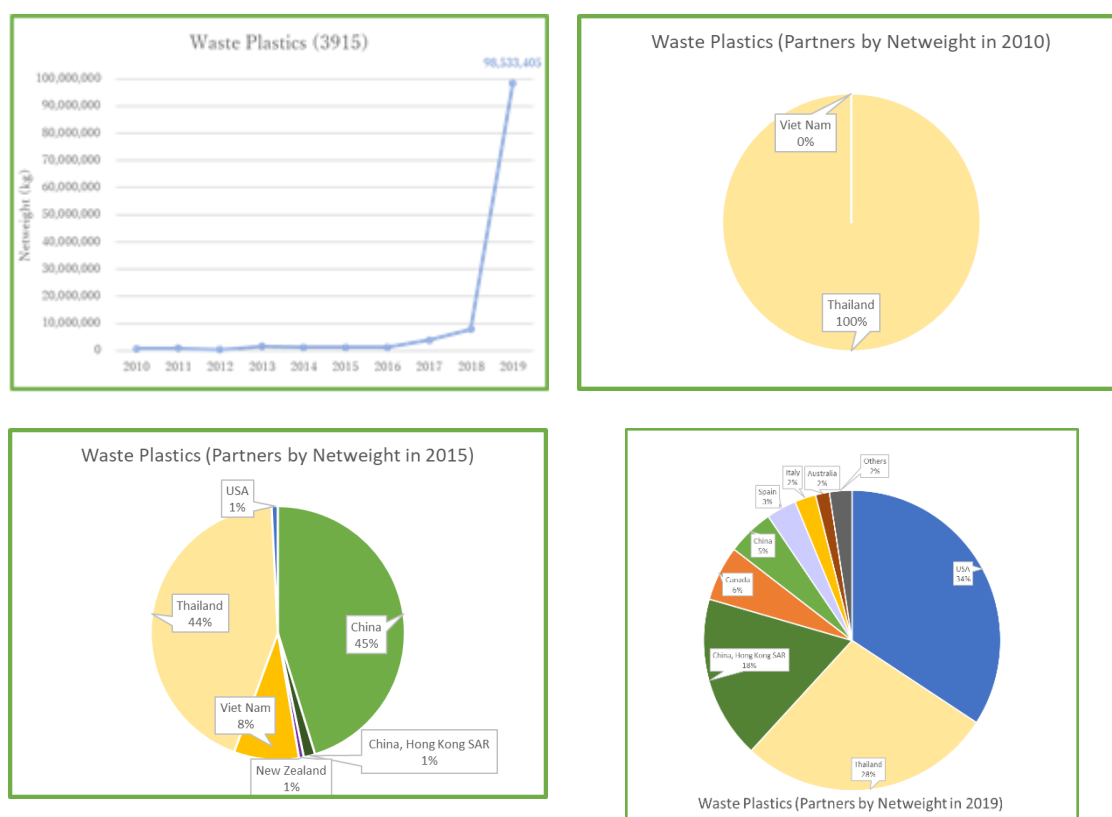 Waste Plastics (3915)
98,533,405
100,000,000
90,000,000
80,000,000
70,000,000
60,000,000
50,000,000
40,000,000
30,000,000
20,000,000
10,000,000
0
Netweight (kg)
2010 2011 2012 2013 2014 2015 2016 2017 2018 2019
Waste Plastics (Partners by Netweight in 2010)
Viet Nam
0%
Thailand
100%
Waste Plastics (Partners by Netweight in 2015)
USA
1%
Thailand
44%
China
45%
Viet Nam
8%
China, Hong Kong SAR
1%
New Zealand
1%
Others
2%
Australia
2%
Italy
2%
Spain
3%
China
5%
Canada
6%
USA
34%
China, Hong Kong SAR
18%
Thailand
28%
Waste Plastics (Partners by Netweight in 2019)